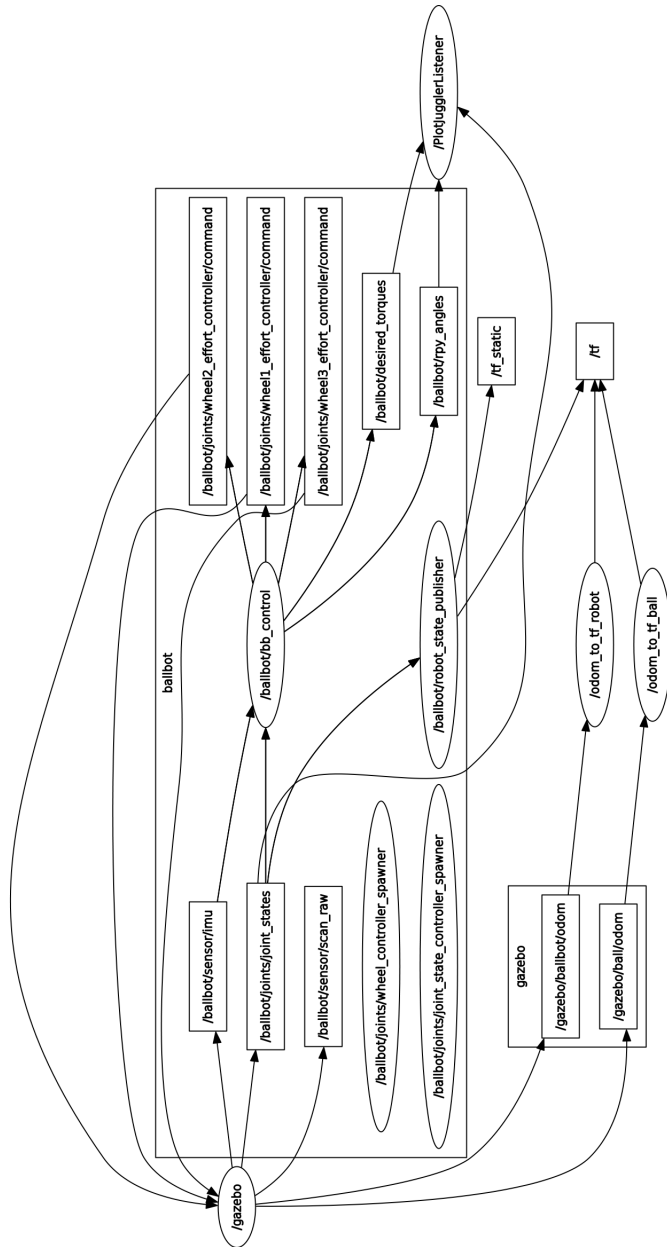 /gazebo
ballbot
/ballbot/sensor/imu
/ballbot/joints/joint_states
/ballbot/sensor/scan_raw
/ballbot/joints/wheel_controller_spawner
/ballbot/joints/joint_state_controller_spawner
/ballbot/bb_control
/ballbot/robot_state_publisher
/ballbot/joints/wheel2_effort_controller/command
/ballbot/joints/wheel1_effort_controller/command
/ballbot/joints/wheel3_effort_controller/command
/ballbot/desired_torques
/ballbot/rpy_angles
/PlotJugglerListener
/tf_static
/tf
gazebo
/gazebo/ballbot/odom
/gazebo/ball/odom
/odom_to_tf_robot
/odom_to_tf_ball